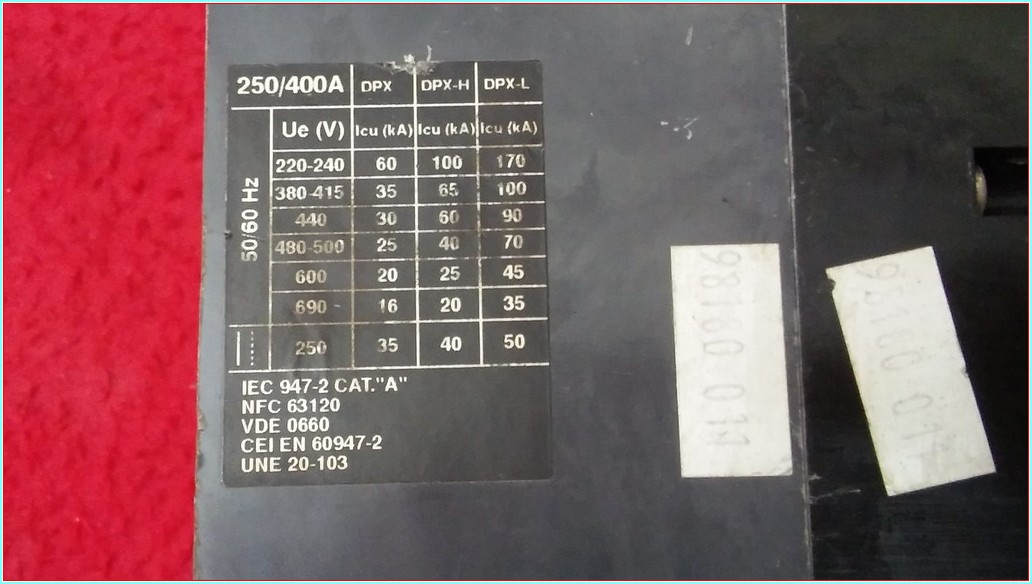 250/400A DPX DPX-H DPX-L
Ue (V) Icu (kA) Icu (kA) Icu (kA)
50/60 Hz
220-240 60 100 170
380-415 35 65 100
440 30 60 90
480-500 25 40 70
600 20 25 45
690 16 20 35
250 35 40 50
IEC 947-2 CAT."A"
NFC 63120
VDE 0660
CEI EN 60947-2
UNE 20-103